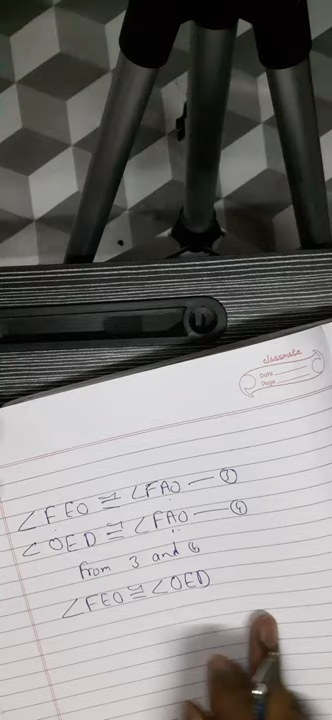 classmate
Date
Page
∠FEO ≅ ∠FAO — ③
∠OED ≅ ∠FAO — ④
from 3 and 4
∠FEO ≅ ∠OED